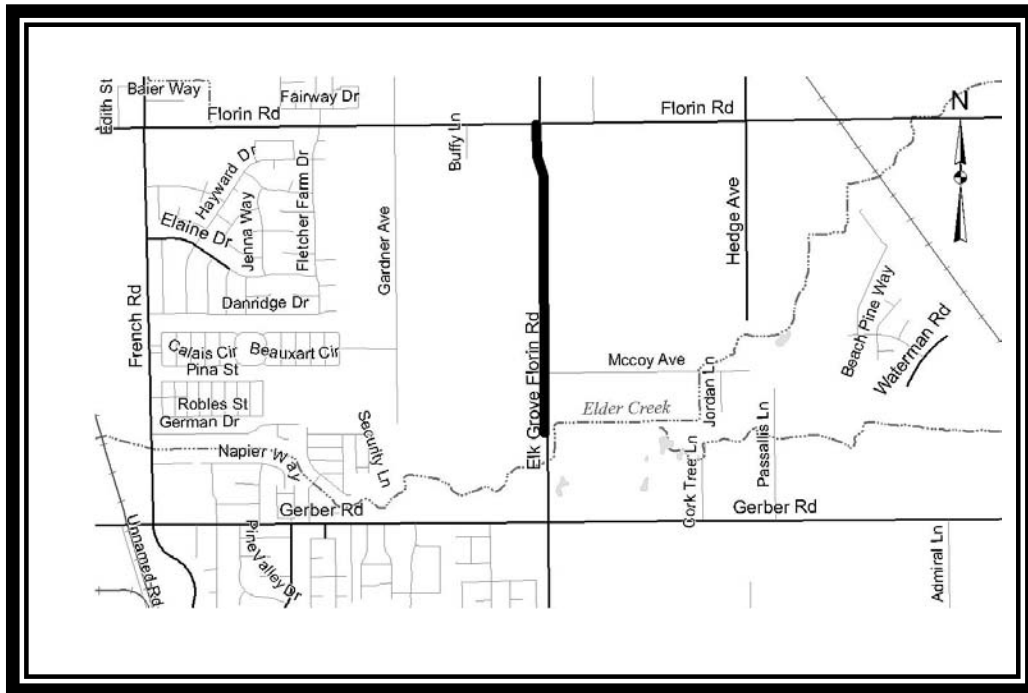 Edith St
Baier Way
Fairway Dr
Florin Rd
Florin Rd
N
Buffy Ln
Hayward Dr
Fletcher Farm Dr
Jenna Way
Elaine Dr
Gardner Ave
Hedge Ave
Danridge Dr
French Rd
Elk Grove Florin Rd
Beach Pine Way
Waterman Rd
Calais Cir
Beauxart Cir
Pina St
Mccoy Ave
Jordan Ln
Robles St
German Dr
Elder Creek
Security Ln
Passallis Ln
Napier Way
Cork Tree Ln
Gerber Rd
Gerber Rd
Unnamed Rd
Pine Valley Dr
Admiral Ln